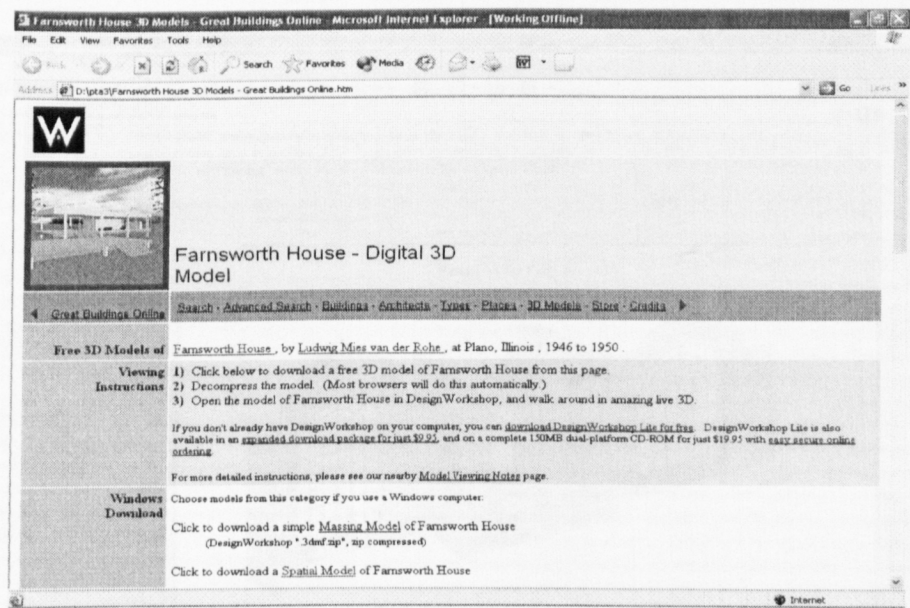 Farnsworth House 3D Models - Great Buildings Online - Microsoft Internet Explorer - [Working Offline]
File Edit View Favorites Tools Help
Back Search Favorites Media
Address D:\pta3\Farnsworth House 3D Models - Great Buildings Online.htm Go Links »
W
Farnsworth House - Digital 3D
Model
Great Buildings Online Search - Advanced Search - Buildings - Architects - Types - Places - 3D Models - Store - Credits
Free 3D Models of Farnsworth House , by Ludwig Mies van der Rohe , at Plano, Illinois , 1946 to 1950 .
Viewing Instructions
1) Click below to download a free 3D model of Farnsworth House from this page.
2) Decompress the model. (Most browsers will do this automatically.)
3) Open the model of Farnsworth House in DesignWorkshop, and walk around in amazing live 3D.
If you don't already have DesignWorkshop on your computer, you can download DesignWorkshop Lite for free. DesignWorkshop Lite is also
available in an expanded download package for just $9.95, and on a complete 150MB dual-platform CD-ROM for just $19.95 with easy secure online
ordering.
For more detailed instructions, please see our nearby Model Viewing Notes page.
Windows Download
Choose models from this category if you use a Windows computer:
Click to download a simple Massing Model of Farnsworth House
(DesignWorkshop *.3dmf zip*, zip compressed)
Click to download a Spatial Model of Farnsworth House
Internet